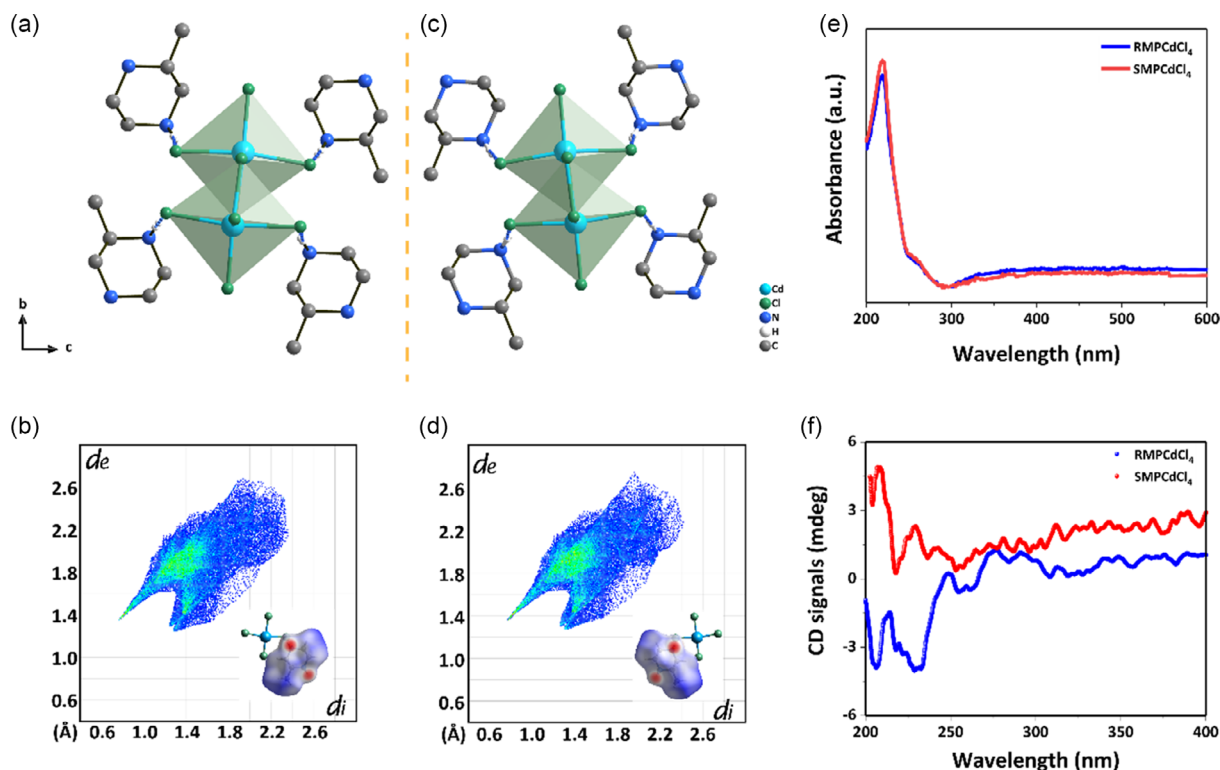 (a)
(c)
b
c
Cd
Cl
N
H
C
(e)
RMPCdCl₄
SMPCdCl₄
Absorbance (a.u.)
200 300 400 500 600
Wavelength (nm)
(b)
de
2.6
2.2
1.8
1.4
1.0
0.6
di
(Å) 0.6 1.0 1.4 1.8 2.2 2.6
(d)
de
2.6
2.2
1.8
1.4
1.0
0.6
di
(Å) 0.6 1.0 1.4 1.8 2.2 2.6
(f)
RMPCdCl₄
SMPCdCl₄
CD signals (mdeg)
6
3
0
-3
-6
200 250 300 350 400
Wavelength (nm)